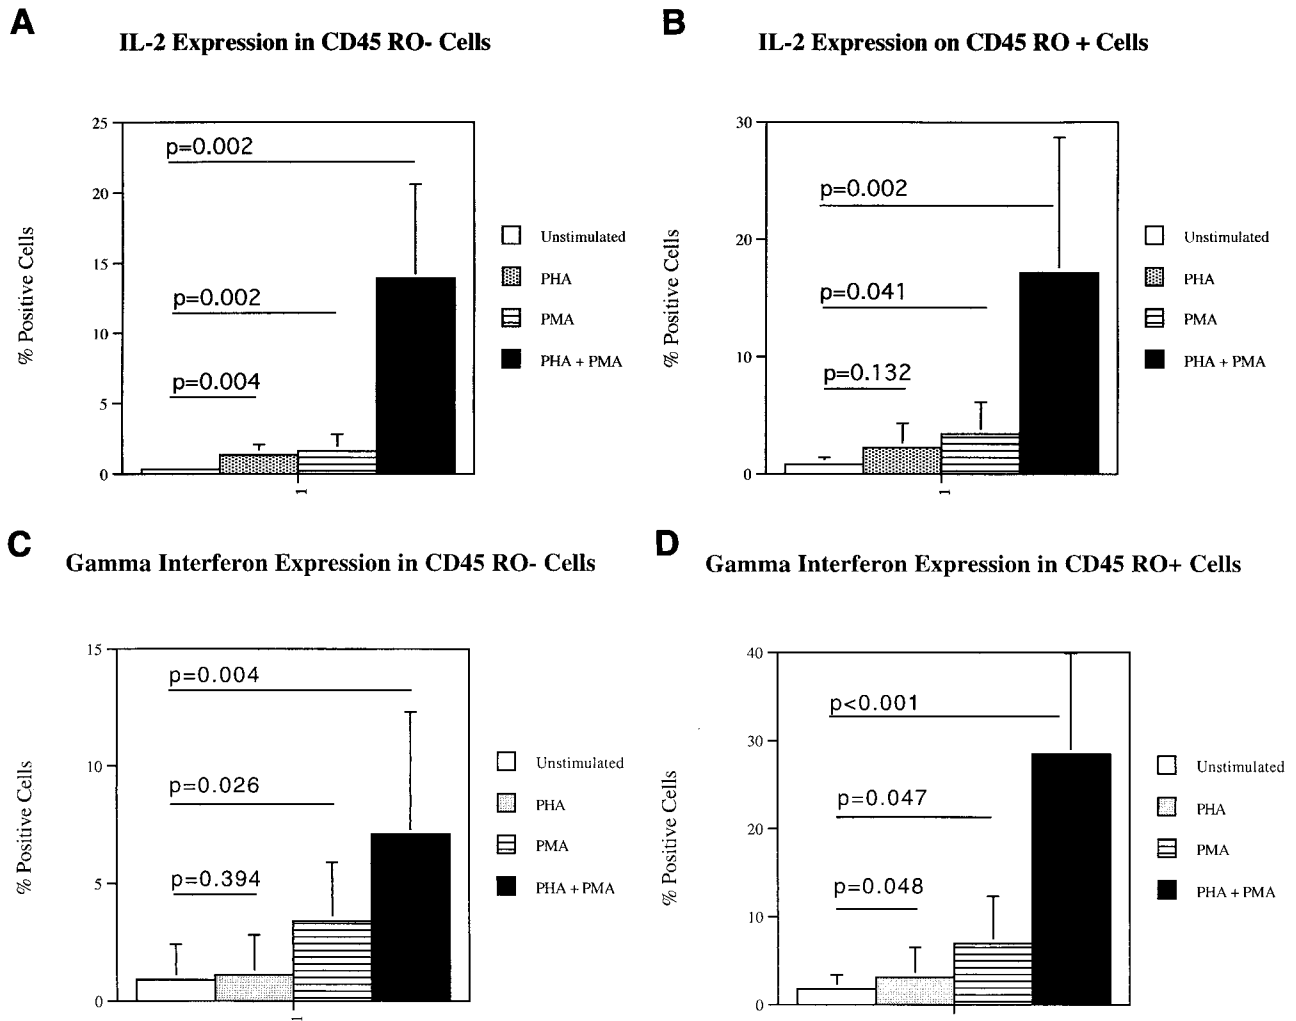 A
IL-2 Expression in CD45 RO- Cells
25
20
15
10
5
0
% Positive Cells
p=0.002
p=0.002
p=0.004
1
Unstimulated
PHA
PMA
PHA + PMA
B
IL-2 Expression on CD45 RO + Cells
30
20
10
0
% Positive Cells
p=0.002
p=0.041
p=0.132
1
Unstimulated
PHA
PMA
PHA + PMA
C
Gamma Interferon Expression in CD45 RO- Cells
15
10
5
0
% Positive Cells
p=0.004
p=0.026
p=0.394
1
Unstimulated
PHA
PMA
PHA + PMA
D
Gamma Interferon Expression in CD45 RO+ Cells
40
30
20
10
0
% Positive Cells
p<0.001
p=0.047
p=0.048
Unstimulated
PHA
PMA
PHA + PMA